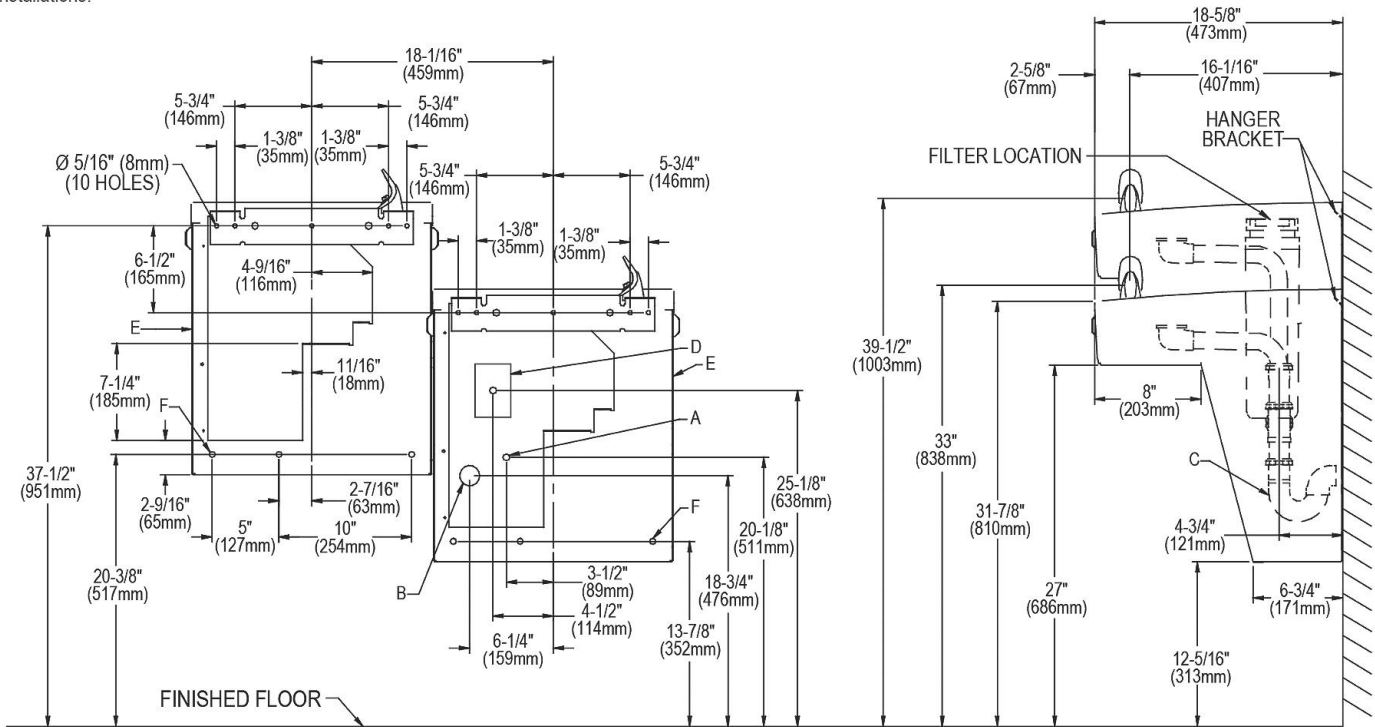 nstallations.
18-1/16"
(459mm)
5-3/4"
(146mm)
5-3/4"
(146mm)
1-3/8"
(35mm)
1-3/8"
(35mm)
Ø 5/16" (8mm)
(10 HOLES)
5-3/4"
(146mm)
5-3/4"
(146mm)
1-3/8"
(35mm)
1-3/8"
(35mm)
6-1/2"
(165mm)
4-9/16"
(116mm)
E
11/16"
(18mm)
7-1/4"
(185mm)
F
D
E
A
37-1/2"
(951mm)
2-9/16"
(65mm)
2-7/16"
(63mm)
5"
(127mm)
10"
(254mm)
25-1/8"
(638mm)
20-1/8"
(511mm)
F
20-3/8"
(517mm)
B
3-1/2"
(89mm)
4-1/2"
(114mm)
6-1/4"
(159mm)
18-3/4"
(476mm)
13-7/8"
(352mm)
FINISHED FLOOR
18-5/8"
(473mm)
2-5/8"
(67mm)
16-1/16"
(407mm)
HANGER
BRACKET
FILTER LOCATION
39-1/2"
(1003mm)
8"
(203mm)
33"
(838mm)
C
31-7/8"
(810mm)
4-3/4"
(121mm)
27"
(686mm)
6-3/4"
(171mm)
12-5/16"
(313mm)